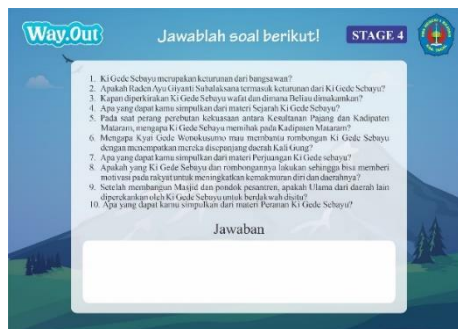 Way.Out
Jawablah soal berikut!
STAGE 4
1. Ki Gede Sebayu merupakan keturunan dari bangsawan?
2. Apakah Raden Ayu Giyanti Subalaksana termasuk keturunan dari Ki Gede Sebayu?
3. Kapan diperkirakan Ki Gede Sebayu wafat dan dimana Beliau dimakamkan?
4. Apa yang dapat kamu simpulkan dari materi Sejarah Ki Gede Sebayu?
5. Pada saat perang perebutan kekuasaan antara Kesultanan Pajang dan Kadipaten
Mataram, mengapa Ki Gede Sebayu memihak pada Kadipaten Mataram?
6. Mengapa Kyai Gede Wonokusumo mau membantu rombongan Ki Gede Sebayu
dengan menempatkan mereka disepanjang daerah Kali Gung?
7. Apa yang dapat kamu simpulkan dari materi Perjuangan Ki Gede sebayu?
8. Apakah yang Ki Gede Sebayu dan rombongannya lakukan sehingga bisa memberi
motivasi pada rakyat untuk meningkatkan kemakmuran diri dan daerahnya?
9. Setelah membangun Masjid dan pondok pesantren, apakah Ulama dari daerah lain
diperekankan oleh Ki Gede Sebayu untuk berdakwah disitu?
10. Apa yang dapat kamu simpulkan dari materi Peranan Ki Gede Sebayu?
Jawaban